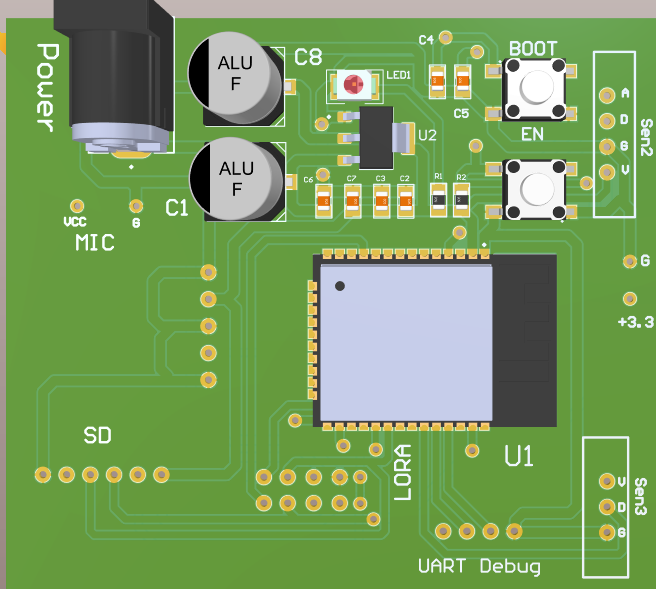 Power
ALU
F
C8
C4
LED1
C5
BOOT
A
D
G
V
Sen2
U2
EN
ALU
F
C1
C6
C7
C3
C2
R1
R2
VCC
G
MIC
G
+3.3
SD
LORA
U1
V
D
G
Sen3
UART Debug